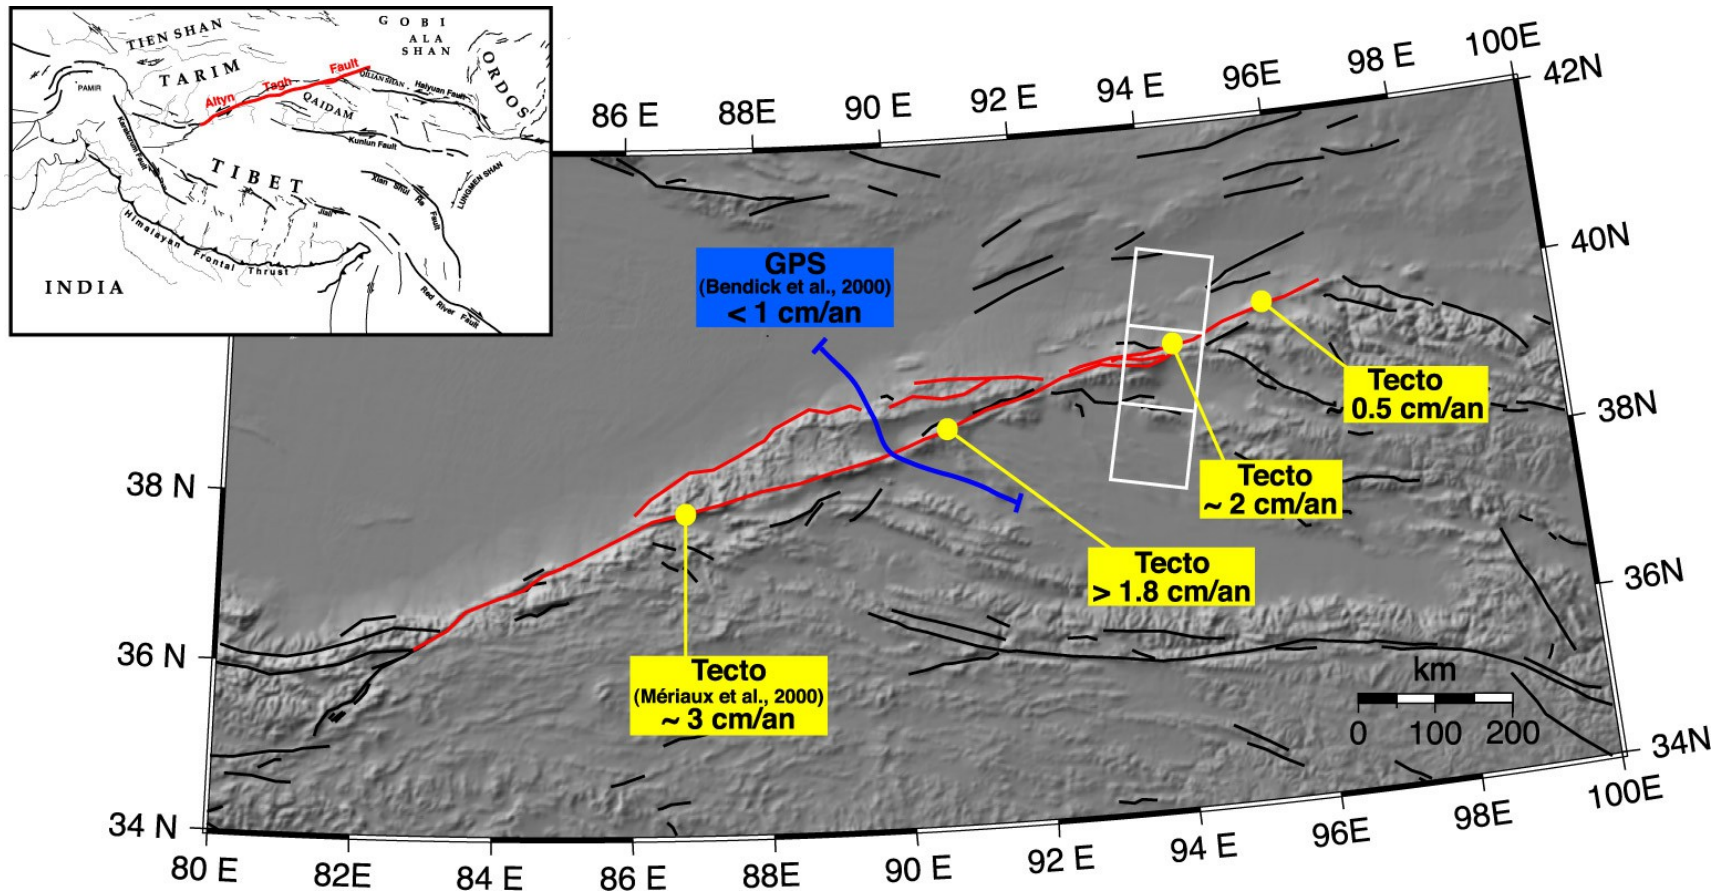 TIEN SHAN
GOBI
ALA
SHAN
ORDOS
TARIM
PAMIR
Altyn Tagh Fault
QILIAN SHAN
Haiyuan Fault
QAIDAM
Karakorum Fault
Kunlun Fault
TIBET
Xian Shui He Fault
LUNGMEN SHAN
Jiali
Himalayan Frontal Thrust
INDIA
Red River Fault
86 E
88E
90 E
92 E
94 E
96E
98 E
100E
42N
40N
38N
36N
34N
GPS
(Bendick et al., 2000)
< 1 cm/an
Tecto
~ 0.5 cm/an
Tecto
~ 2 cm/an
Tecto
> 1.8 cm/an
Tecto
(Mériaux et al., 2000)
~ 3 cm/an
38 N
36 N
34 N
km
0 100 200
80 E
82E
84 E
86 E
88E
90 E
92 E
94 E
96E
98E
100E